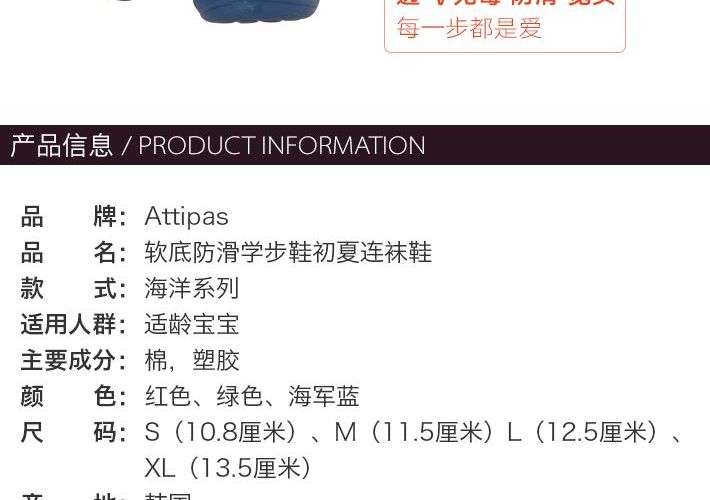 每一步都是爱
产品信息 / PRODUCT INFORMATION
品 牌： Attipas
品 名： 软底防滑学步鞋初夏连袜鞋
款 式： 海洋系列
适用人群： 适龄宝宝
主要成分： 棉，塑胶
颜 色： 红色、绿色、海军蓝
尺 码： S（10.8厘米）、M（11.5厘米）L（12.5厘米）、
XL（13.5厘米）